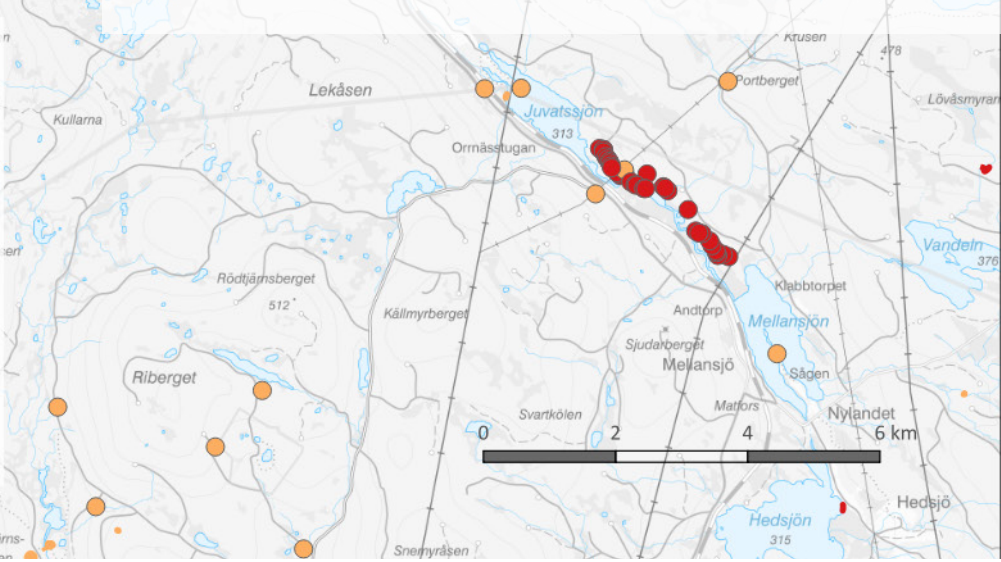 Krusen
478
Portberget
Lekåsen
Lövåsmyran
Juvatssjön
Kullarna
313
Ormässtugan
Vandeln
376
Rödtjärnsberget
Klabbtorpet
512
Källmyrberget
Andtorp
Mellansjön
Sjudarberget
Mellansjö
Riberget
Sågen
Matfors
Svartkölen
Nylandet
0 2 4 6 km
Hedsjö
Hedsjön
315
Snemyråsen